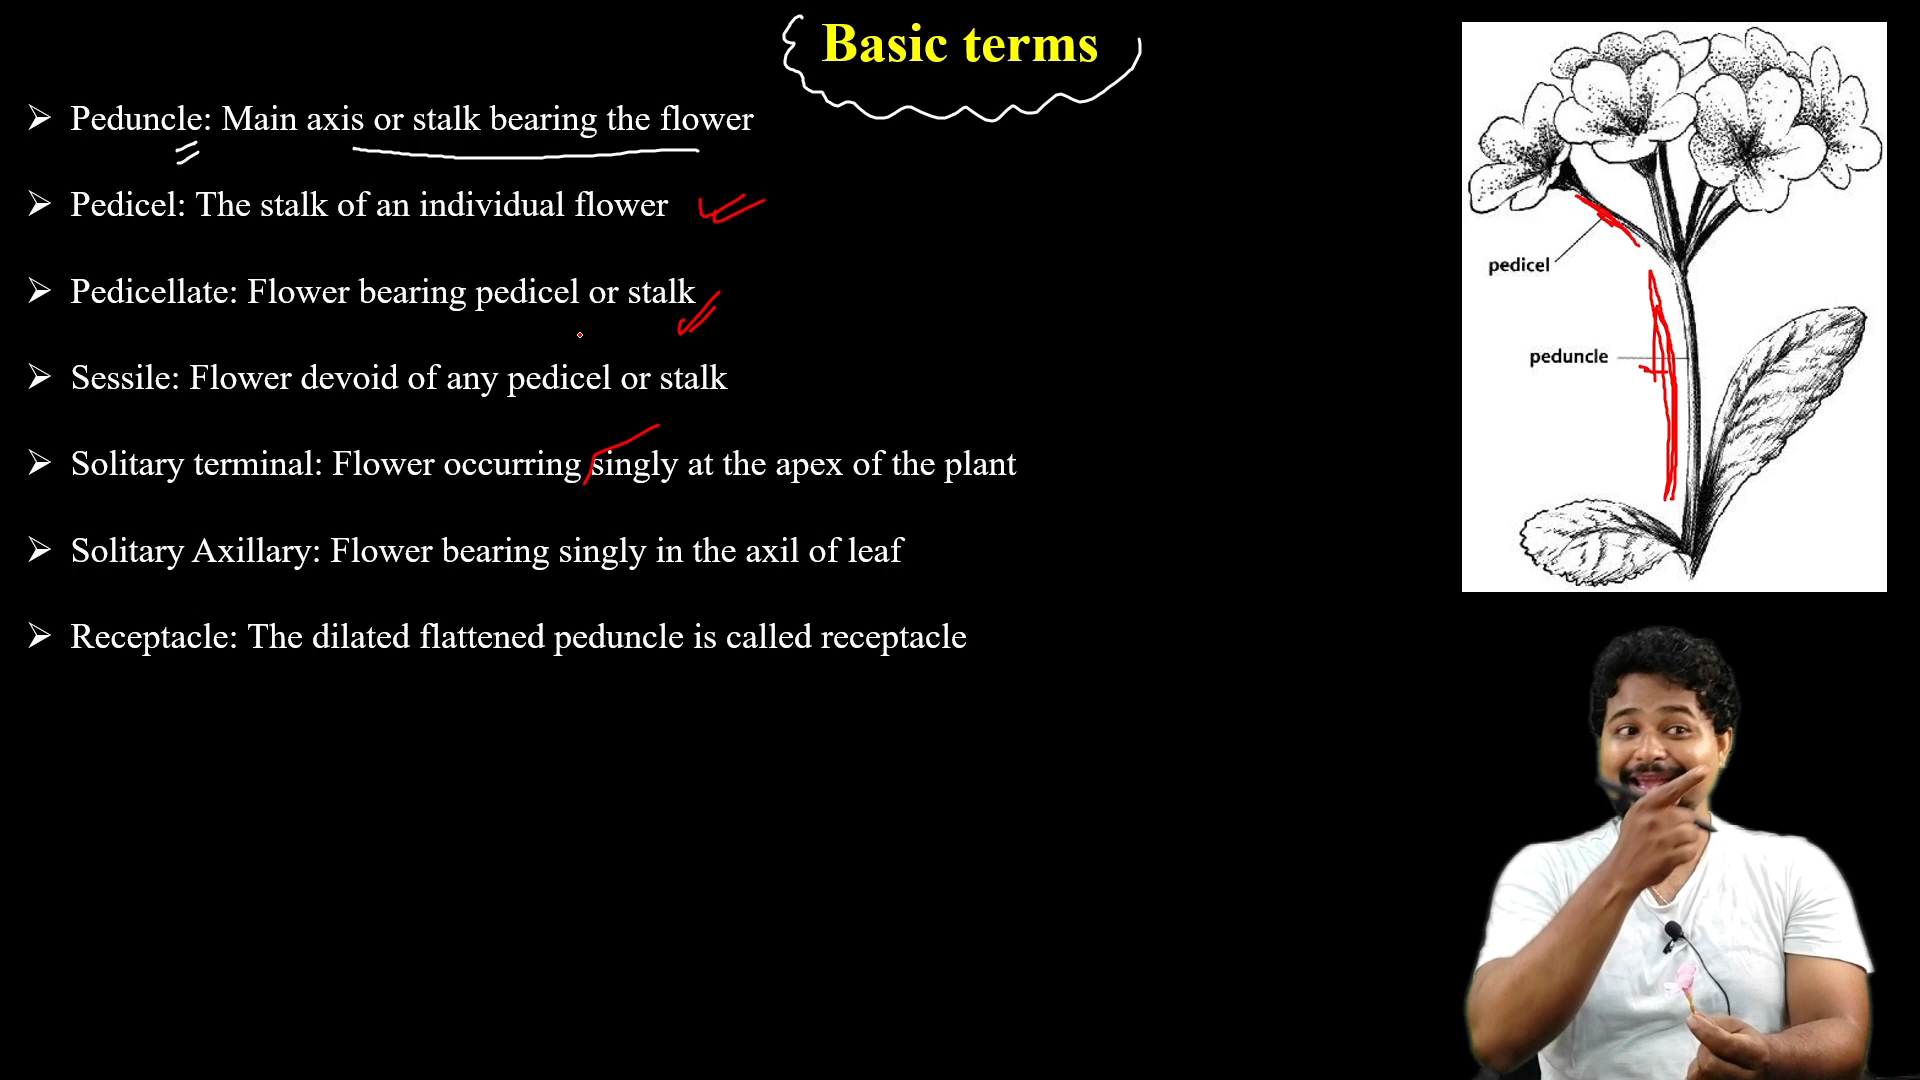 Basic terms
➢ Peduncle: Main axis or stalk bearing the flower
➢ Pedicel: The stalk of an individual flower
➢ Pedicellate: Flower bearing pedicel or stalk
➢ Sessile: Flower devoid of any pedicel or stalk
➢ Solitary terminal: Flower occurring singly at the apex of the plant
➢ Solitary Axillary: Flower bearing singly in the axil of leaf
➢ Receptacle: The dilated flattened peduncle is called receptacle
pedicel
peduncle